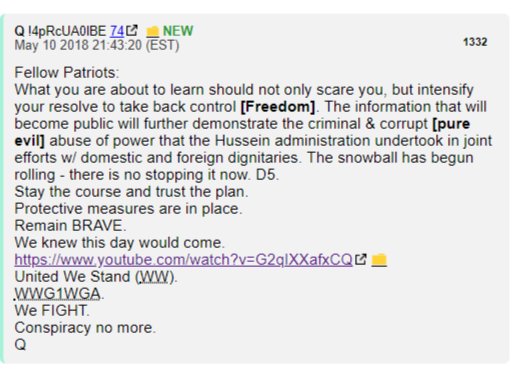 Q !4pRcUA0lBE 74 NEW
May 10 2018 21:43:20 (EST)
1332
Fellow Patriots:
What you are about to learn should not only scare you, but intensify
your resolve to take back control [Freedom]. The information that will
become public will further demonstrate the criminal & corrupt [pure
evil] abuse of power that the Hussein administration undertook in joint
efforts w/ domestic and foreign dignitaries. The snowball has begun
rolling - there is no stopping it now. D5.
Stay the course and trust the plan.
Protective measures are in place.
Remain BRAVE.
We knew this day would come.
https://www.youtube.com/watch?v=G2qIXXafxCQ
United We Stand (WW).
WWG1WGA.
We FIGHT.
Conspiracy no more.
Q